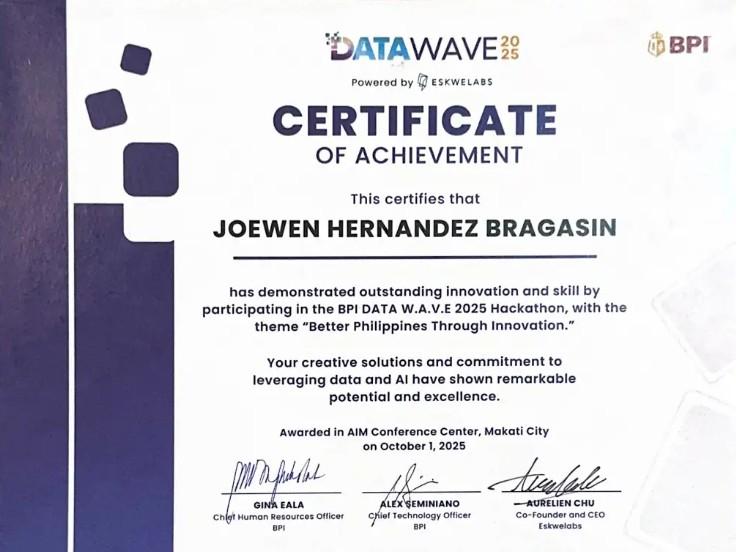 DATAWAVE 2025
BPI
Powered by ESKWELABS
CERTIFICATE
OF ACHIEVEMENT
This certifies that
JOEWEN HERNANDEZ BRAGASIN
has demonstrated outstanding innovation and skill by
participating in the BPI DATA W.A.V.E 2025 Hackathon, with the
theme “Better Philippines Through Innovation.”
Your creative solutions and commitment to
leveraging data and AI have shown remarkable
potential and excellence.
Awarded in AIM Conference Center, Makati City
on October 1, 2025
GINA EALA
Chief Human Resources Officer
BPI
ALEX SEMINIANO
Chief Technology Officer
BPI
AURELIEN CHU
Co-Founder and CEO
Eskwelabs